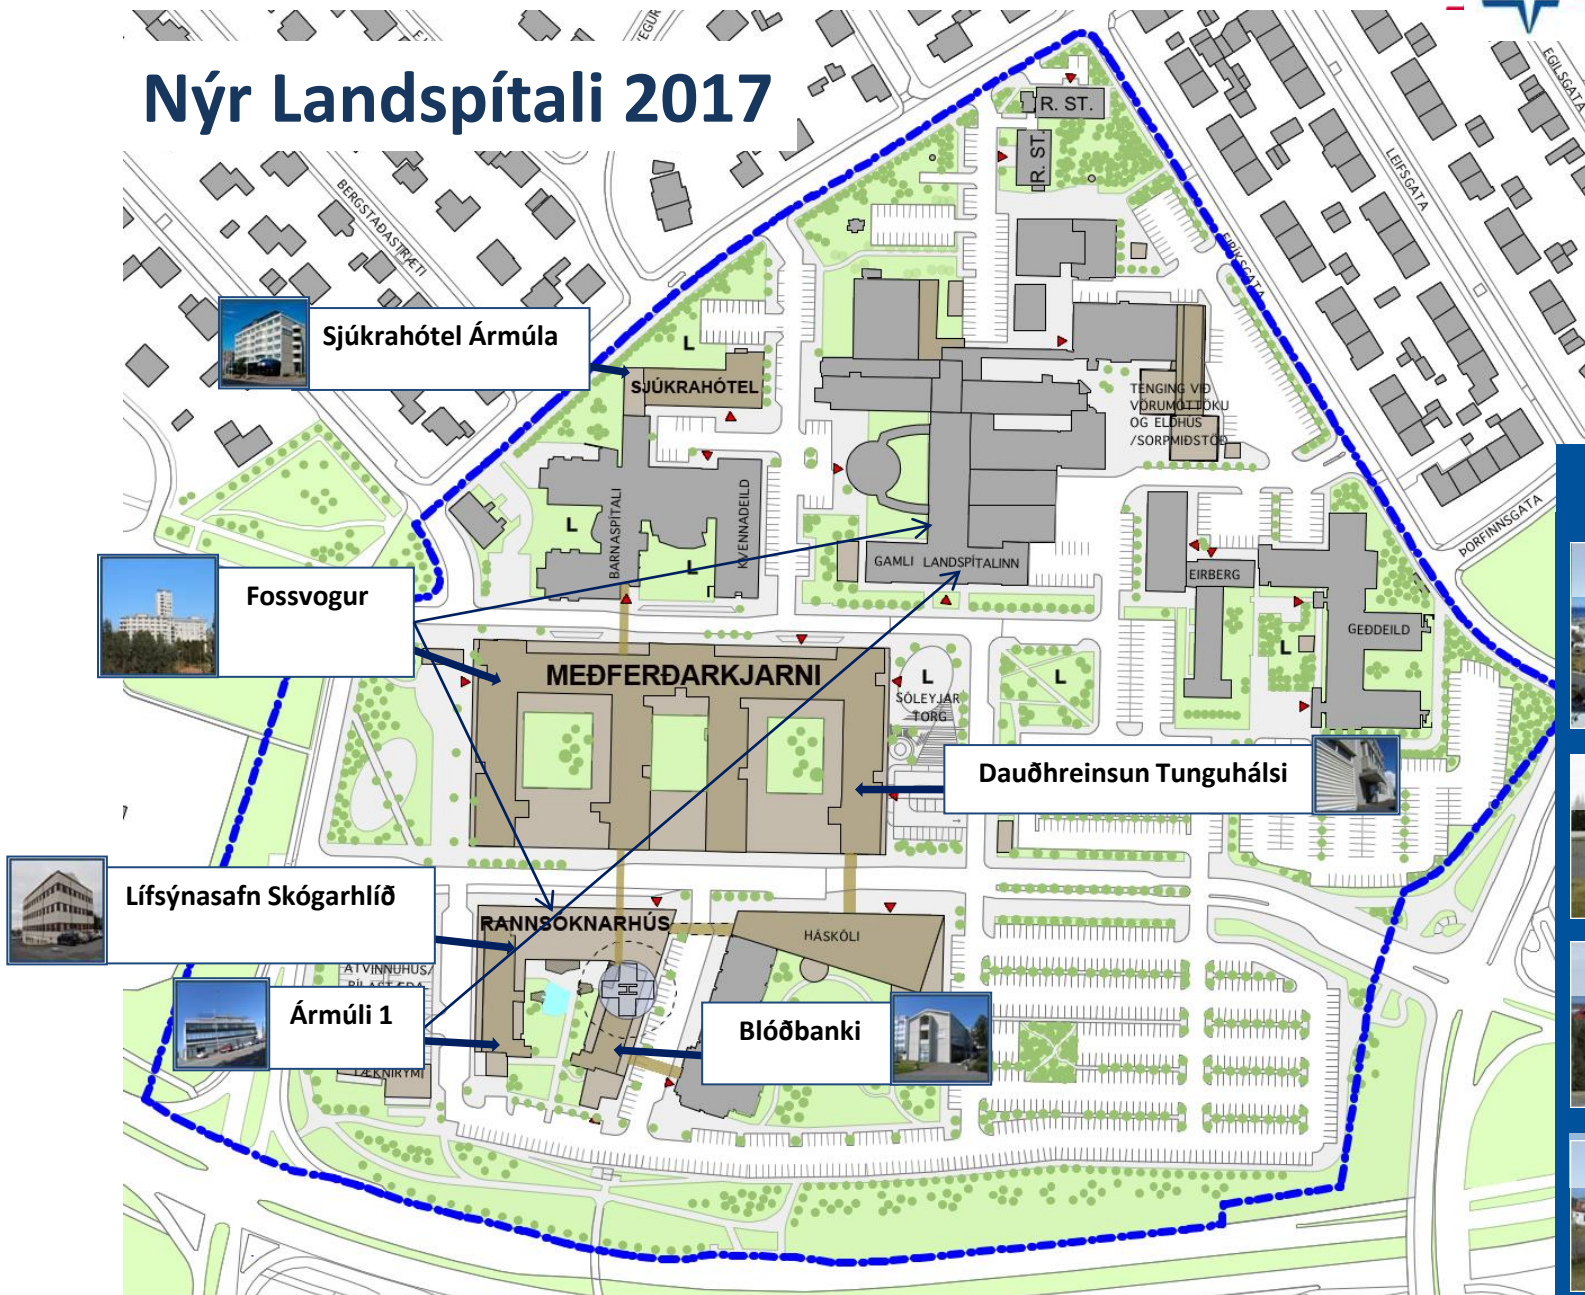 Nýr Landspítali 2017
EGILSGATA
LEIFSGATA
EIRÍKSGATA
ÞORFINNSGATA
BERGSTAÐASTRÆTI
R. ST.
R. ST.
Sjúkrahótel Ármúla
L
SJÚKRAHÓTEL
TENGING VIÐ
VÖRUMÓTTÖKU
OG ELDHÚS
/SORPMIÐSTÖÐ
BARNASPÍTALI
KVENNADEILD
L
L
GAMLI LANDSPÍTALINN
EIRBERG
GEÐDEILD
L
Fossvogur
MEÐFERÐARKJARNI
L
SÓLEYJAR
TORG
L
Dauðhreinsun Tunguhálsi
Lífsýnasafn Skógarhlíð
RANNSÓKNARHÚS
HÁSKÓLI
ATVINNUHÚS/
H
Ármúli 1
Blóðbanki
TÆKNIRÝMI